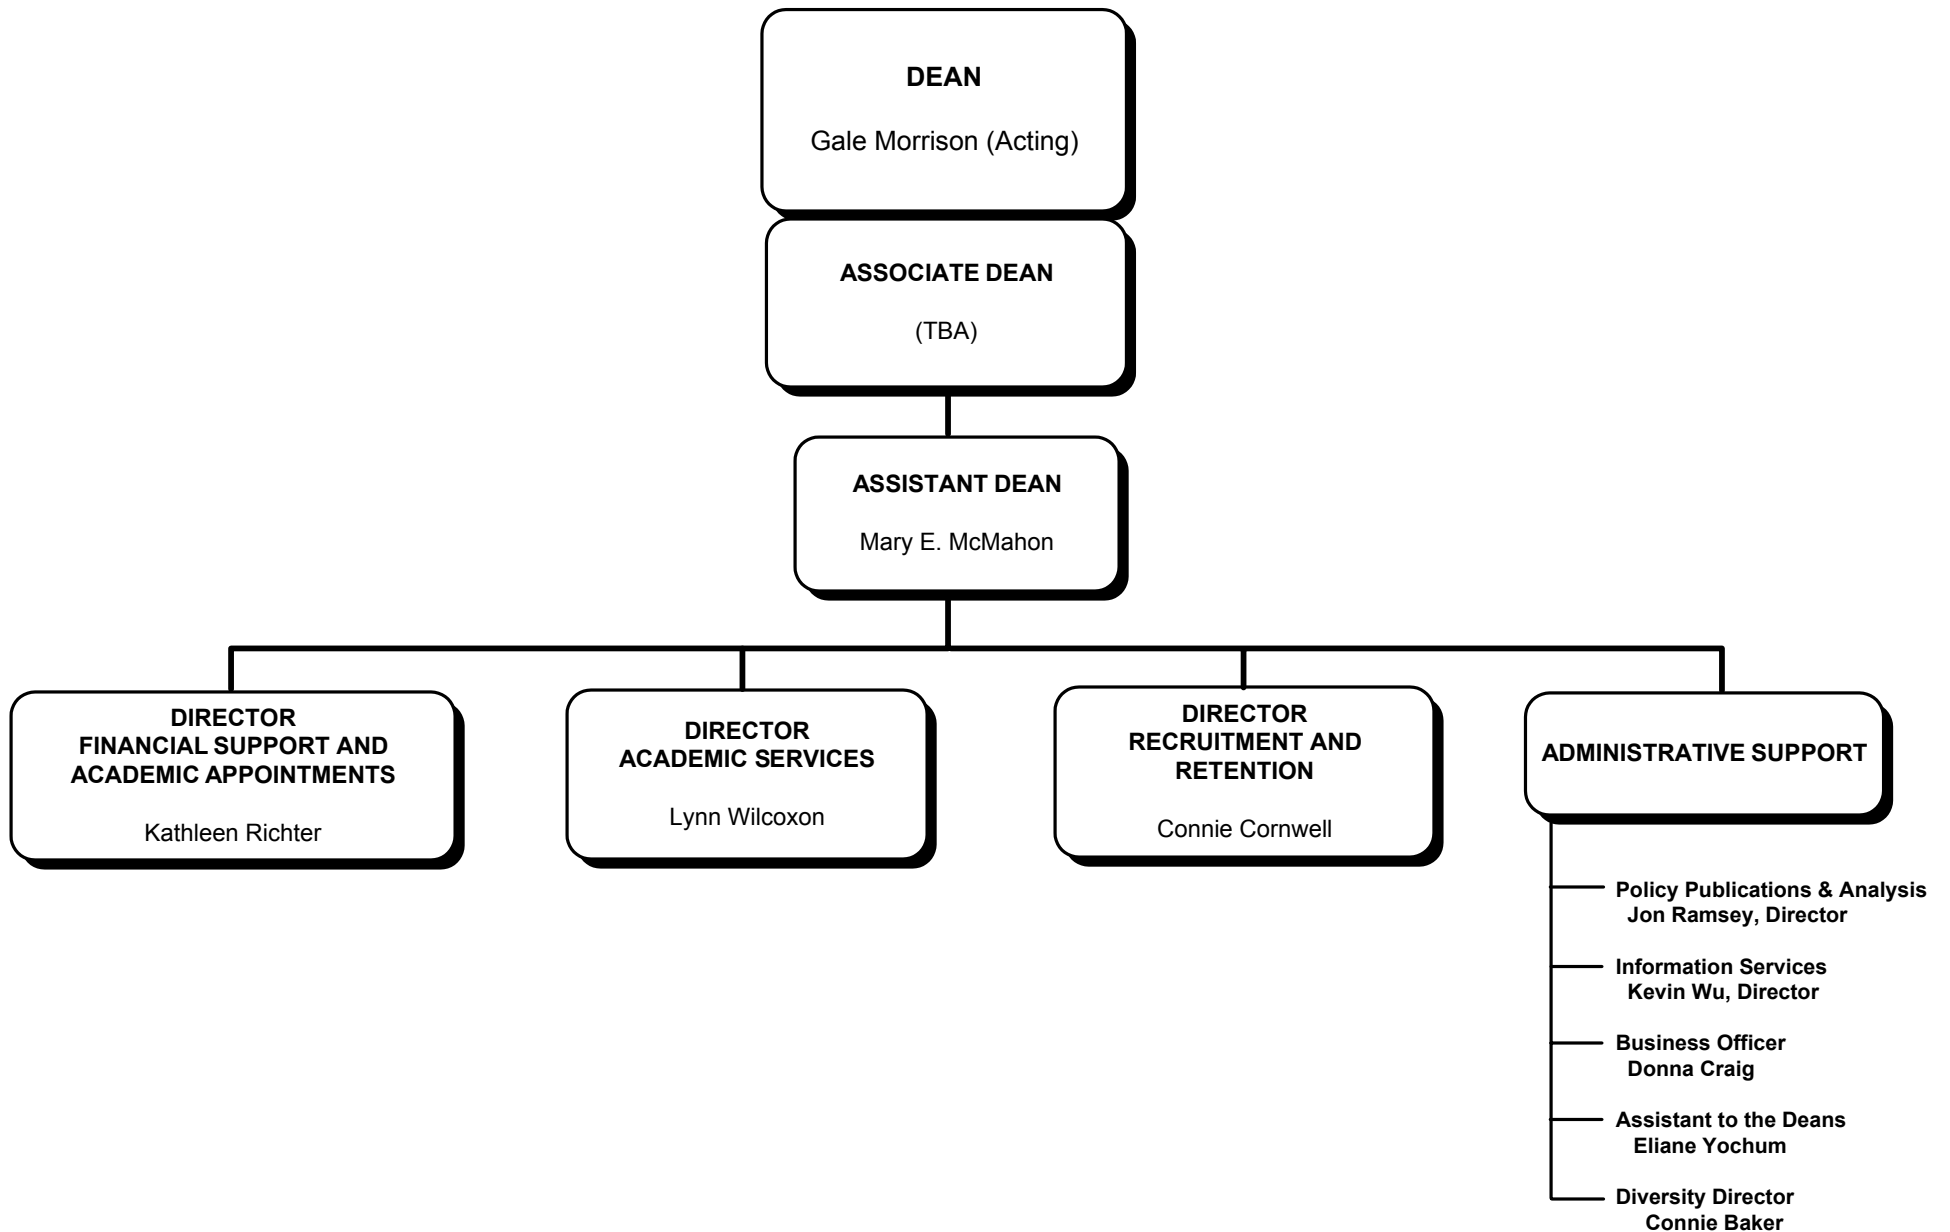 DEAN
Gale Morrison (Acting)
ASSOCIATE DEAN
(TBA)
ASSISTANT DEAN
Mary E. McMahon
DIRECTOR
FINANCIAL SUPPORT AND
ACADEMIC APPOINTMENTS
Kathleen Richter
DIRECTOR
ACADEMIC SERVICES
Lynn Wilcoxon
DIRECTOR
RECRUITMENT AND
RETENTION
Connie Cornwell
ADMINISTRATIVE SUPPORT
Policy Publications & Analysis
Jon Ramsey, Director
Information Services
Kevin Wu, Director
Business Officer
Donna Craig
Assistant to the Deans
Eliane Yochum
Diversity Director
Connie Baker